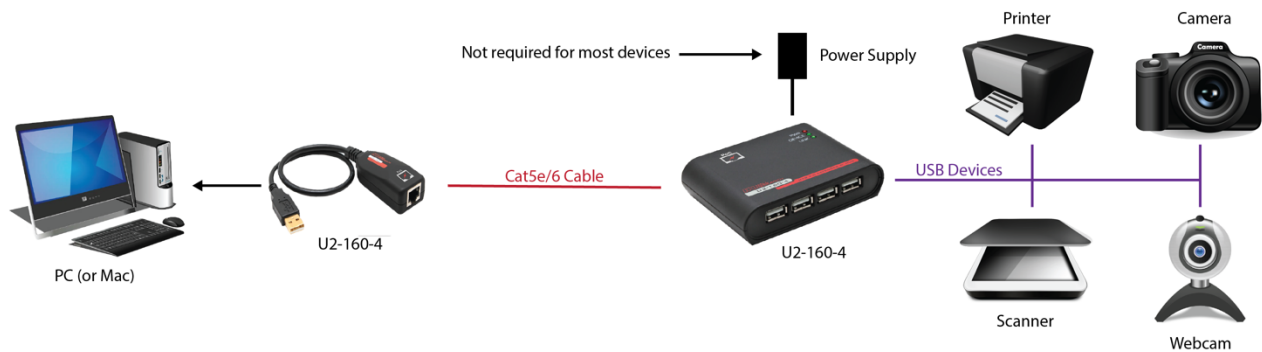 Printer
Camera
Not required for most devices
Power Supply
Camera
Cat5e/6 Cable
USB Devices
U2-160-4
U2-160-4
PC (or Mac)
Scanner
Webcam